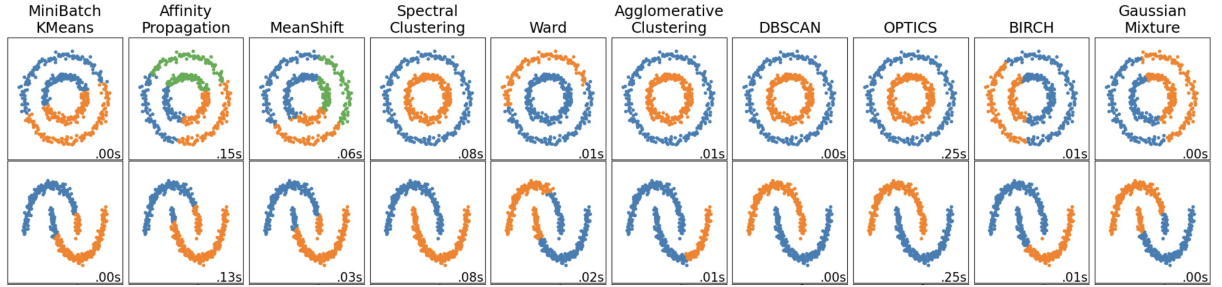 MiniBatch
KMeans
Affinity
Propagation
MeanShift
Spectral
Clustering
Ward
Agglomerative
Clustering
DBSCAN
OPTICS
BIRCH
Gaussian
Mixture
.00s
.15s
.06s
.08s
.01s
.01s
.00s
.25s
.01s
.00s
.00s
.13s
.03s
.08s
.02s
.01s
.00s
.25s
.01s
.00s